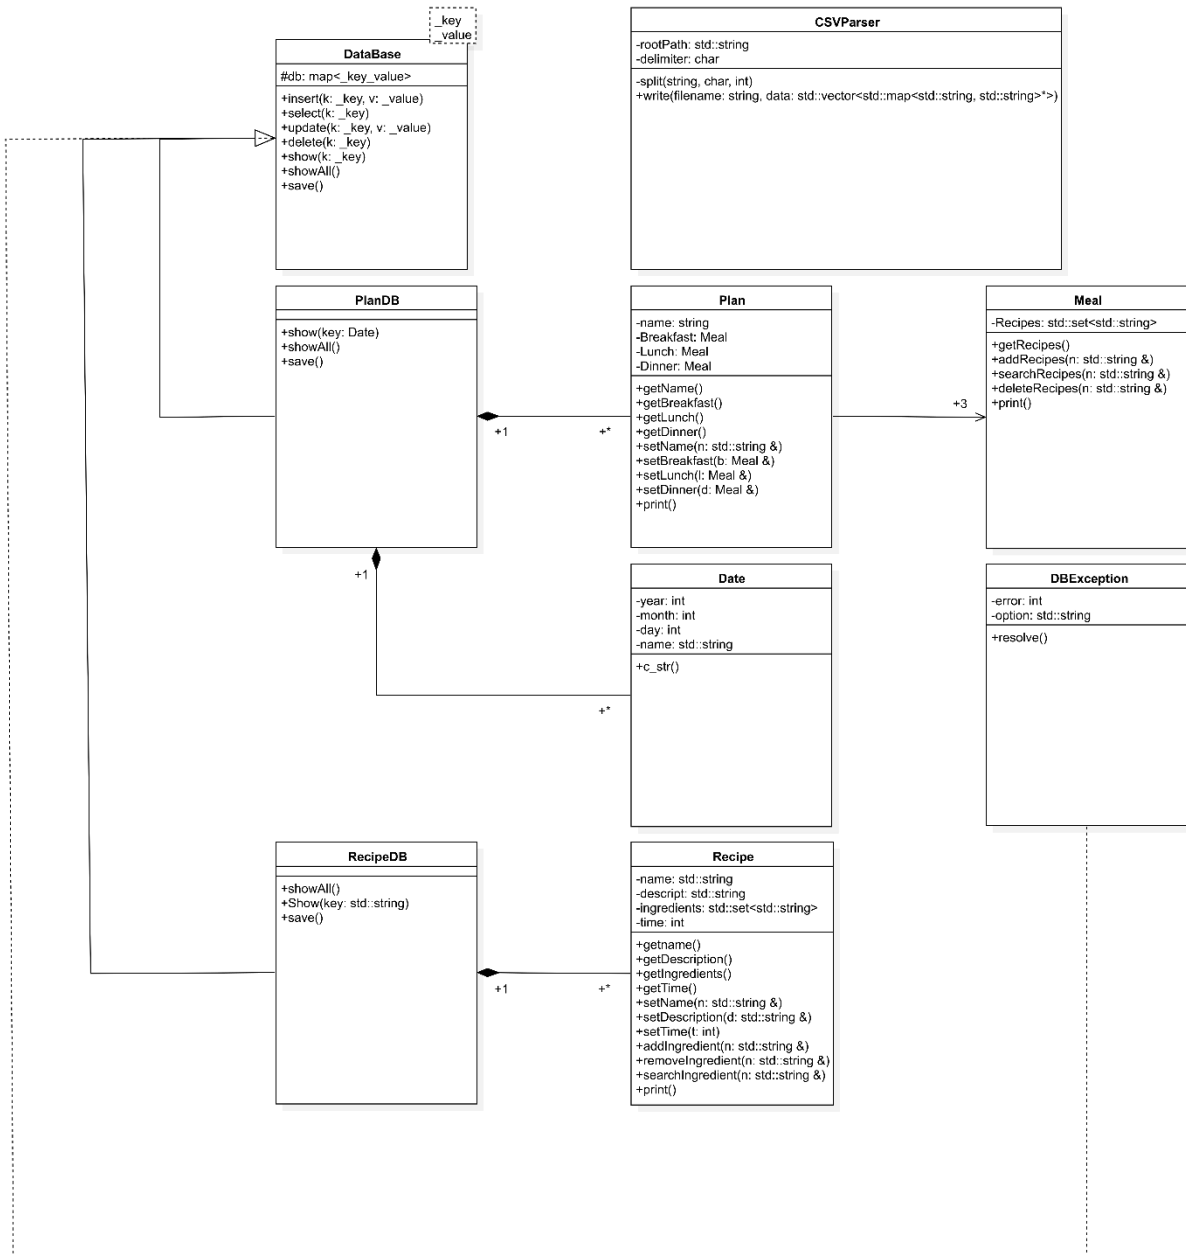 _key
_value
DataBase
#db: map<_key_value>
+insert(k: _key, v: _value)
+select(k: _key)
+update(k: _key, v: _value)
+delete(k: _key)
+show(k: _key)
+showAll()
+save()
CSVParser
-rootPath: std::string
-delimiter: char
-split(string, char, int)
+write(filename: string, data: std::vector<std::map<std::string, std::string>*>)
PlanDB
+show(key: Date)
+showAll()
+save()
+1
+*
Plan
-name: string
-Breakfast: Meal
-Lunch: Meal
-Dinner: Meal
+getName()
+getBreakfast()
+getLunch()
+getDinner()
+setName(n: std::string &)
+setBreakfast(b: Meal &)
+setLunch(l: Meal &)
+setDinner(d: Meal &)
+print()
+3
Meal
-Recipes: std::set<std::string>
+getRecipes()
+addRecipes(n: std::string &)
+searchRecipes(n: std::string &)
+deleteRecipes(n: std::string &)
+print()
+1
+*
Date
-year: int
-month: int
-day: int
-name: std::string
+c_str()
DBException
-error: int
-option: std::string
+resolve()
RecipeDB
+showAll()
+Show(key: std::string)
+save()
+1
+*
Recipe
-name: std::string
-descript: std::string
-ingredients: std::set<std::string>
-time: int
+getname()
+getDescription()
+getIngredients()
+getTime()
+setName(n: std::string &)
+setDescription(d: std::string &)
+setTime(t: int)
+addIngredient(n: std::string &)
+removeIngredient(n: std::string &)
+searchIngredient(n: std::string &)
+print()